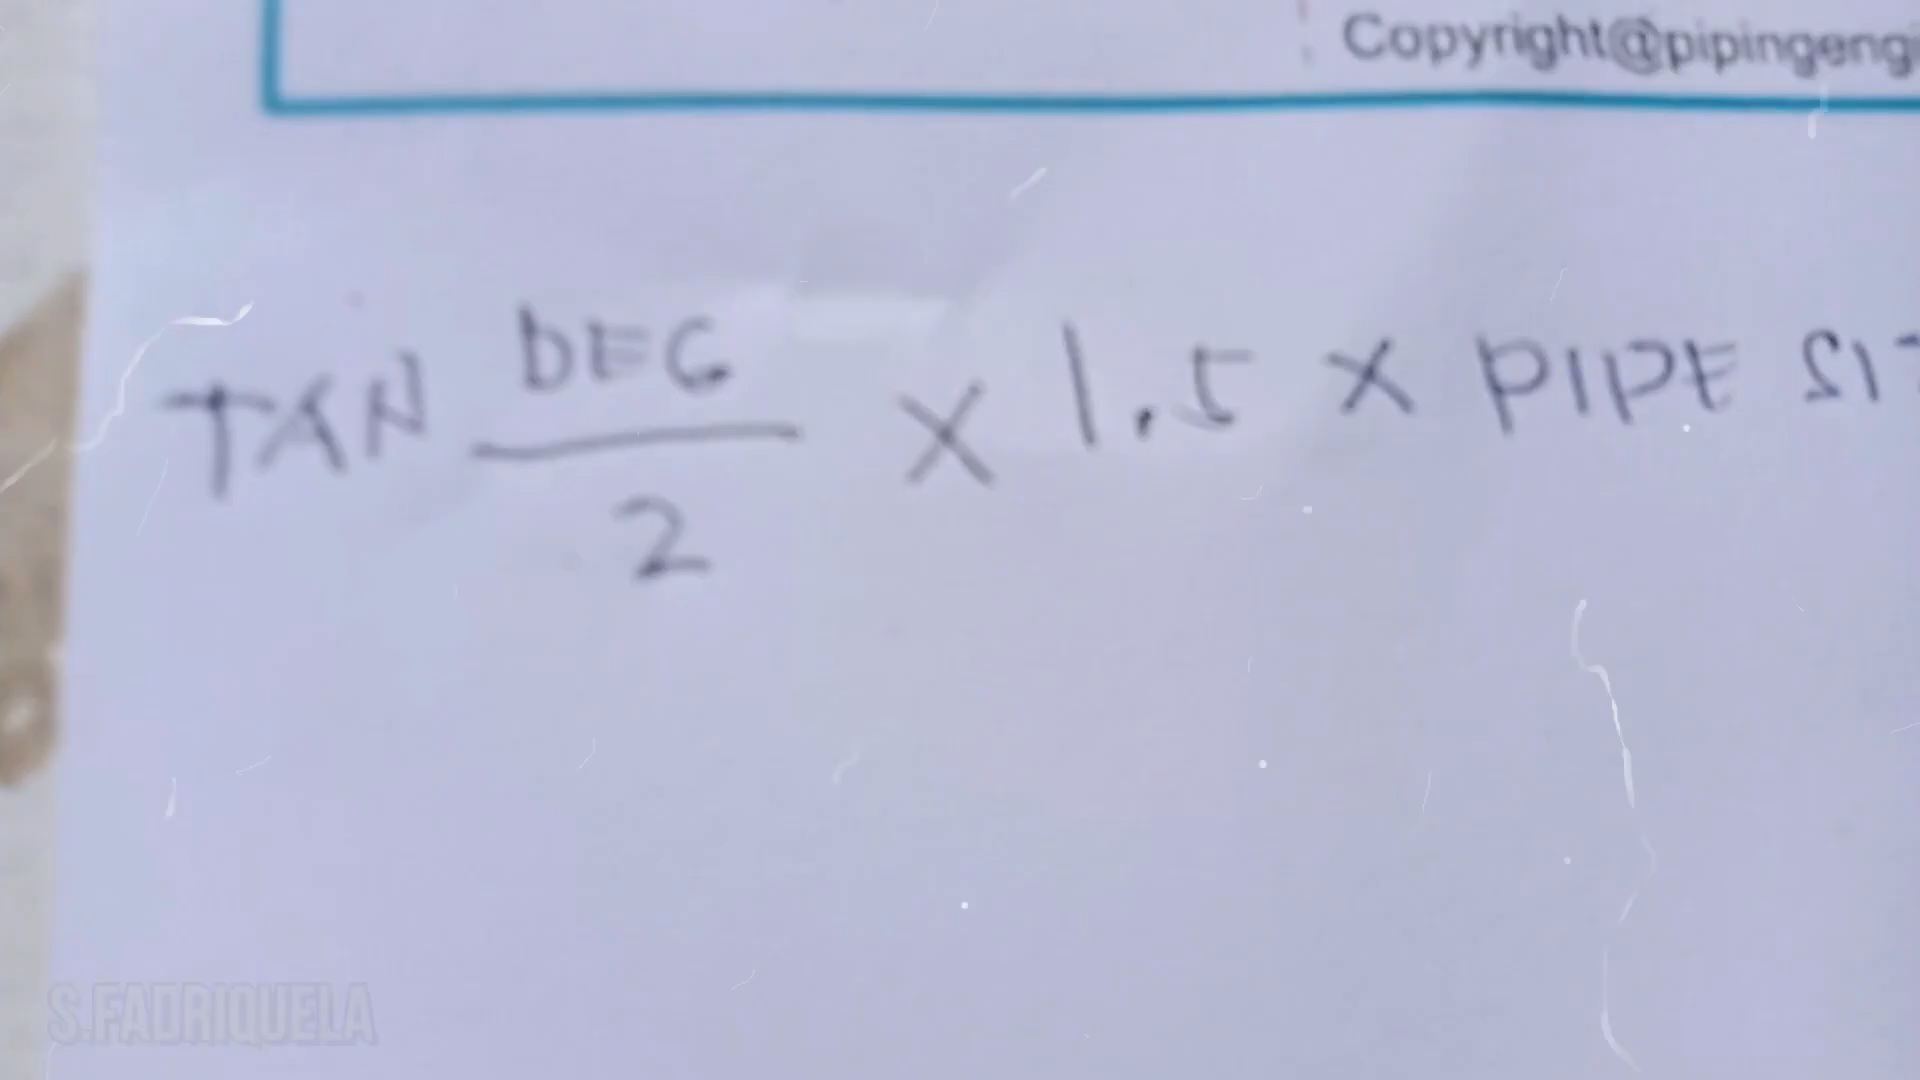 Copyright@pipingengi
TAN DEG
2
X 1.5 X PIPE
S.FADRIQUELA